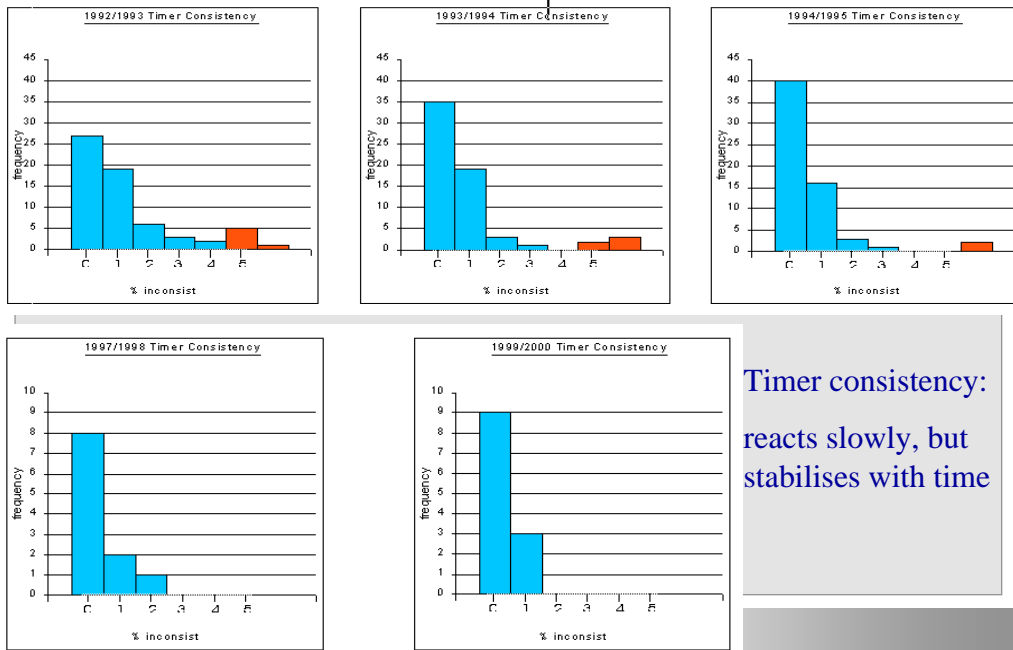 1992/1993 Timer Consistency
45
40
35
30
25
20
15
10
5
0
frequency
0 1 2 3 4 5
% inconsist
1993/1994 Timer Consistency
45
40
35
30
25
20
15
10
5
0
frequency
0 1 2 3 4 5
% inconsist
1994/1995 Timer Consistency
45
40
35
30
25
20
15
10
5
0
frequency
0 1 2 3 4 5
% inconsist
1997/1998 Timer Consistency
10
9
8
7
6
5
4
3
2
1
0
frequency
0 1 2 3 4 5
% inconsist
1999/2000 Timer Consistency
10
9
8
7
6
5
4
3
2
1
0
frequency
0 1 2 3 4 5
% inconsist
Timer consistency:
reacts slowly, but
stabilises with time